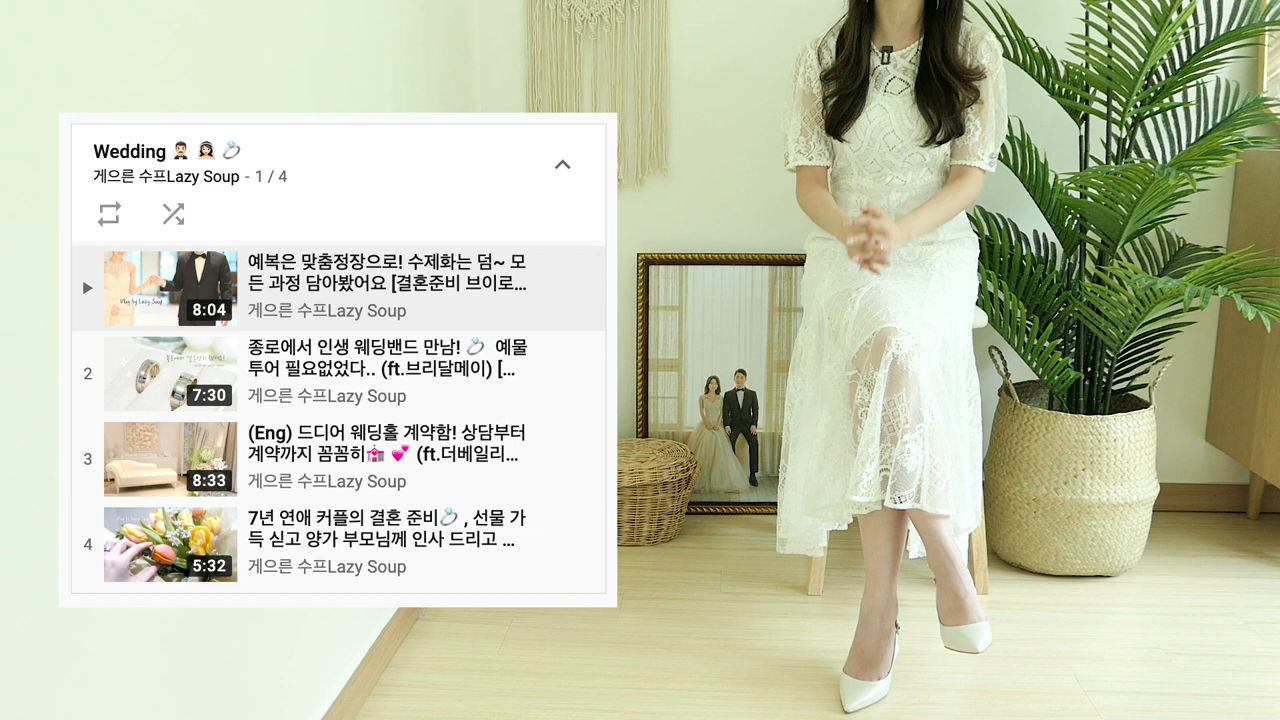 Wedding 🤵🏻 👰🏻 💍
게으른 수프Lazy Soup - 1 / 4
예복은 맞춤정장으로! 수제화는 덤~ 모
든 과정 담아봤어요 [결혼준비 브이로...
Vlog by Lazy Soup
8:04
게으른 수프Lazy Soup
2
종로에서 인생 웨딩밴드 만남! 💍 예물
투어 필요없었다.. (ft.브리달메이) [...
7:30
게으른 수프Lazy Soup
3
(Eng) 드디어 웨딩홀 계약함! 상담부터
계약까지 꼼꼼히💒 💕 (ft.더베일리...
8:33
게으른 수프Lazy Soup
4
7년 연애 커플의 결혼 준비💍 , 선물 가
득 싣고 양가 부모님께 인사 드리고 ...
5:32
게으른 수프Lazy Soup